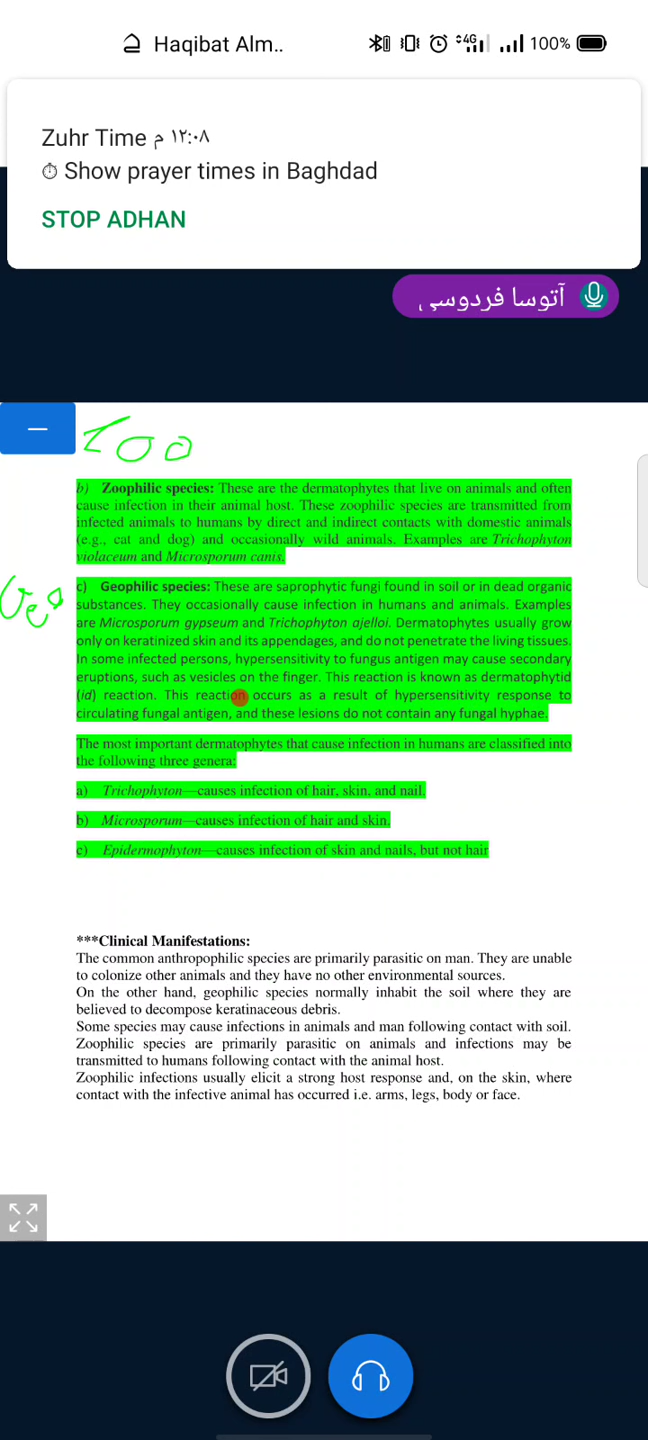 Haqibat Alm.. 4G 100%
Zuhr Time ١٢:٠٨ م
Show prayer times in Baghdad
STOP ADHAN
آتوسا فردوسي
Zoo
b) Zoophilic species: These are the dermatophytes that live on animals and often
cause infection in their animal host. These zoophilic species are transmitted from
infected animals to humans by direct and indirect contacts with domestic animals
(e.g., cat and dog) and occasionally wild animals. Examples are Trichophyton
violaceum and Microsporum canis.
Geo
c) Geophilic species: These are saprophytic fungi found in soil or in dead organic
substances. They occasionally cause infection in humans and animals. Examples
are Microsporum gypseum and Trichophyton ajelloi. Dermatophytes usually grow
only on keratinized skin and its appendages, and do not penetrate the living tissues.
In some infected persons, hypersensitivity to fungus antigen may cause secondary
eruptions, such as vesicles on the finger. This reaction is known as dermatophytid
(id) reaction. This reaction occurs as a result of hypersensitivity response to
circulating fungal antigen, and these lesions do not contain any fungal hyphae.
The most important dermatophytes that cause infection in humans are classified into
the following three genera:
a) Trichophyton—causes infection of hair, skin, and nail.
b) Microsporum—causes infection of hair and skin.
c) Epidermophyton—causes infection of skin and nails, but not hair
***Clinical Manifestations:
The common anthropophilic species are primarily parasitic on man. They are unable
to colonize other animals and they have no other environmental sources.
On the other hand, geophilic species normally inhabit the soil where they are
believed to decompose keratinaceous debris.
Some species may cause infections in animals and man following contact with soil.
Zoophilic species are primarily parasitic on animals and infections may be
transmitted to humans following contact with the animal host.
Zoophilic infections usually elicit a strong host response and, on the skin, where
contact with the infective animal has occurred i.e. arms, legs, body or face.